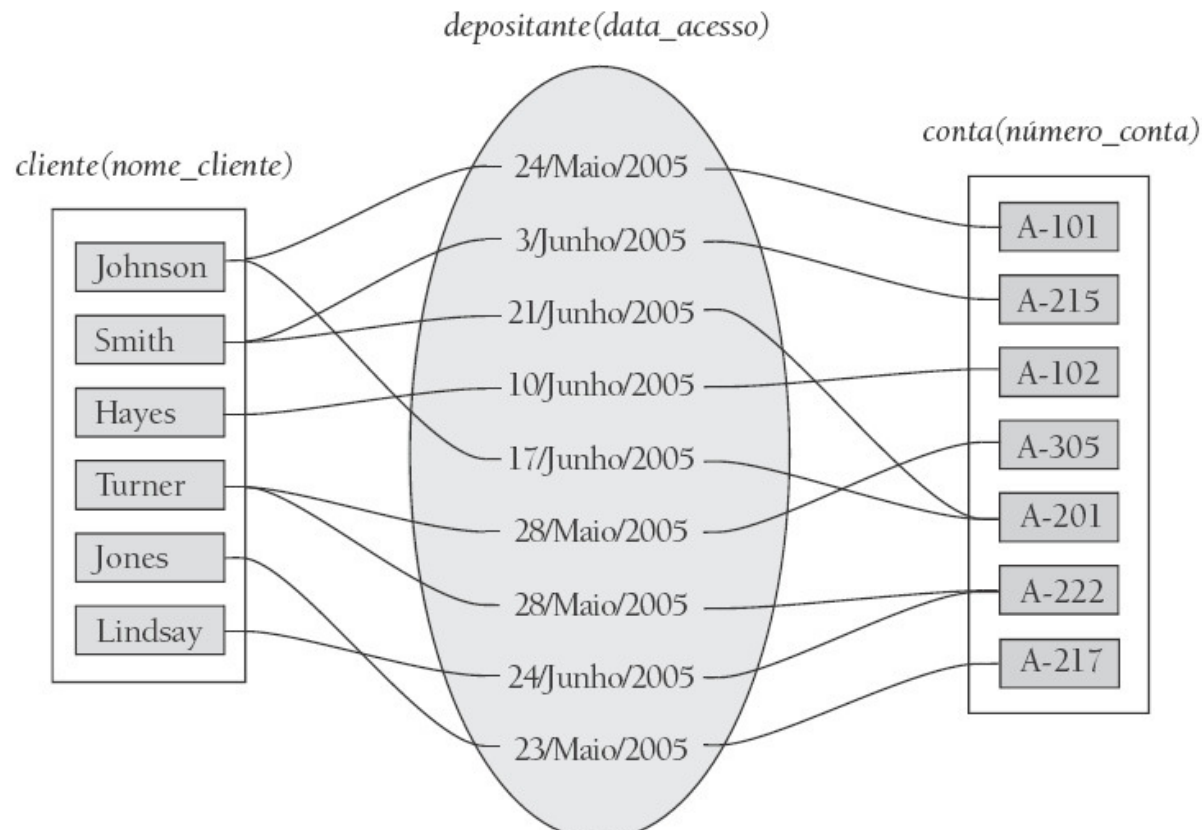 depositante(data_acesso)
cliente(nome_cliente)
conta(número_conta)
Johnson
Smith
Hayes
Turner
Jones
Lindsay
24/Maio/2005
3/Junho/2005
21/Junho/2005
10/Junho/2005
17/Junho/2005
28/Maio/2005
28/Maio/2005
24/Junho/2005
23/Maio/2005
A-101
A-215
A-102
A-305
A-201
A-222
A-217